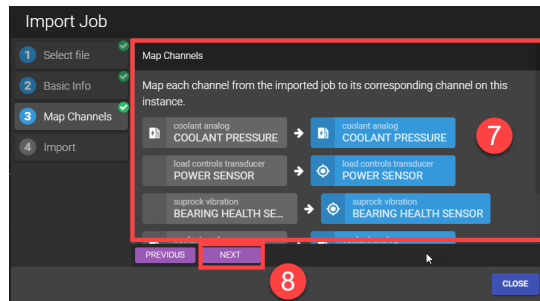 Import Job
1 Select file
2 Basic Info
3 Map Channels
4 Import
Map Channels
Map each channel from the imported job to its corresponding channel on this
instance.
coolant analog
COOLANT PRESSURE
coolant analog
COOLANT PRESSURE
load controls transducer
POWER SENSOR
load controls transducer
POWER SENSOR
suprock vibration
BEARING HEALTH SE...
suprock vibration
BEARING HEALTH SENSOR
7
PREVIOUS
NEXT
8
CLOSE